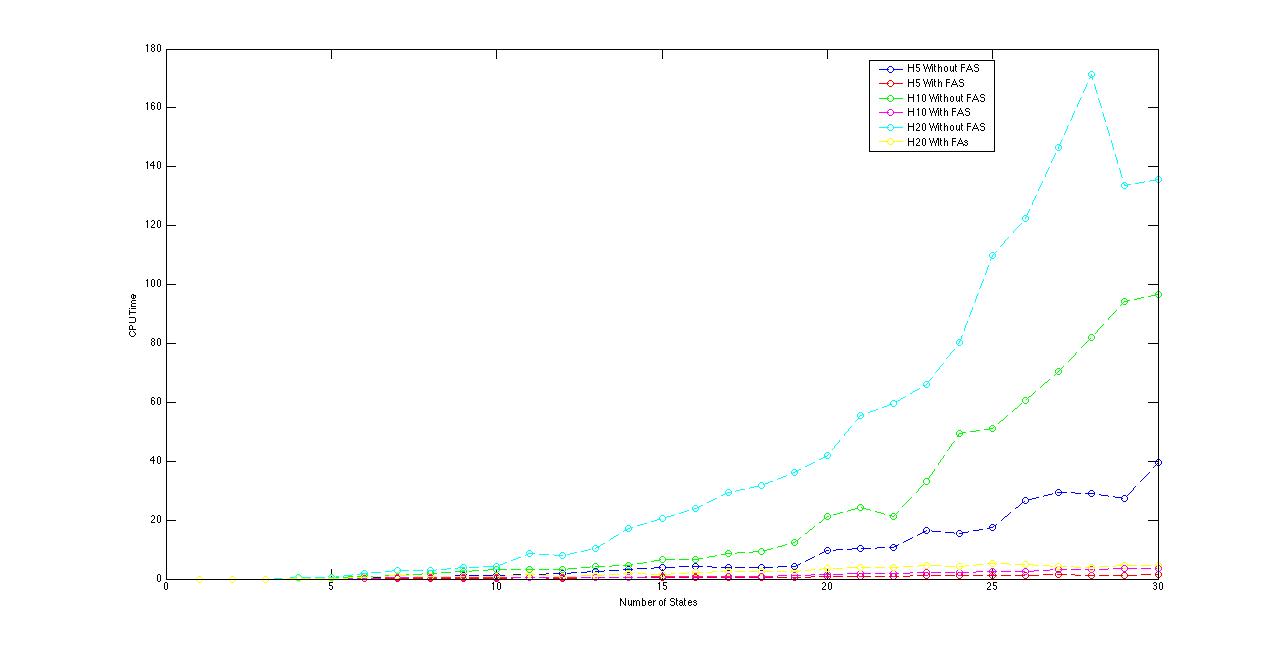 180
160
140
120
100
80
60
40
20
0
CPU Time
H5 Without FAS
H5 With FAS
H10 Without FAS
H10 With FAS
H20 Without FAS
H20 With FAs
0 5 10 15 20 25 30
Number of States